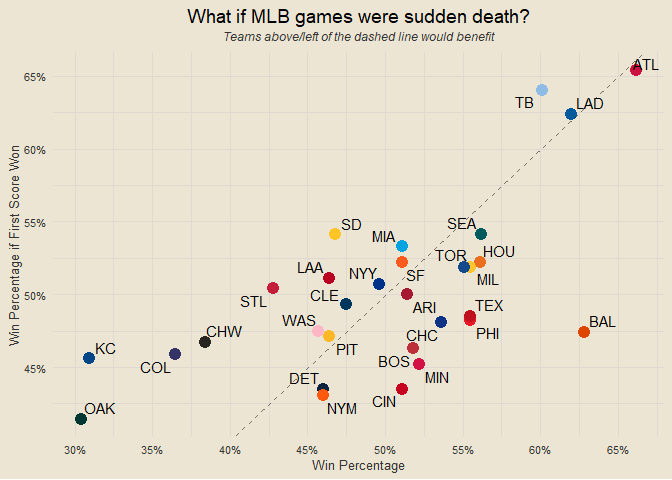 What if MLB games were sudden death?
Teams above/left of the dashed line would benefit
Win Percentage if First Score Won
65%
60%
55%
50%
45%
ATL
TB
LAD
SD
SEA
MIA
TOR
HOU
LAA
NYY
SF
MIL
STL
CLE
ARI
TEX
WAS
BAL
KC
CHW
PIT
CHC
PHI
COL
BOS
DET
MIN
OAK
NYM
CIN
30%
35%
40%
45%
50%
55%
60%
65%
Win Percentage